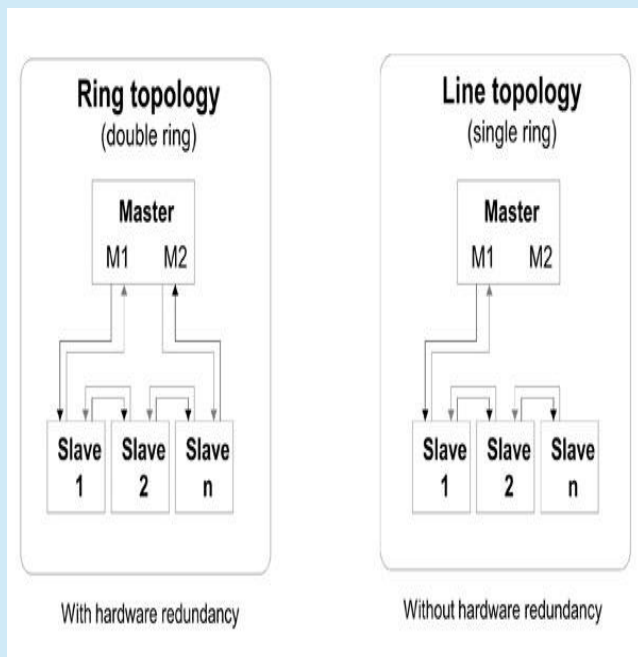 Ring topology
(double ring)
Master
M1 M2
Slave 1
Slave 2
Slave n
With hardware redundancy
Line topology
(single ring)
Master
M1 M2
Slave 1
Slave 2
Slave n
Without hardware redundancy